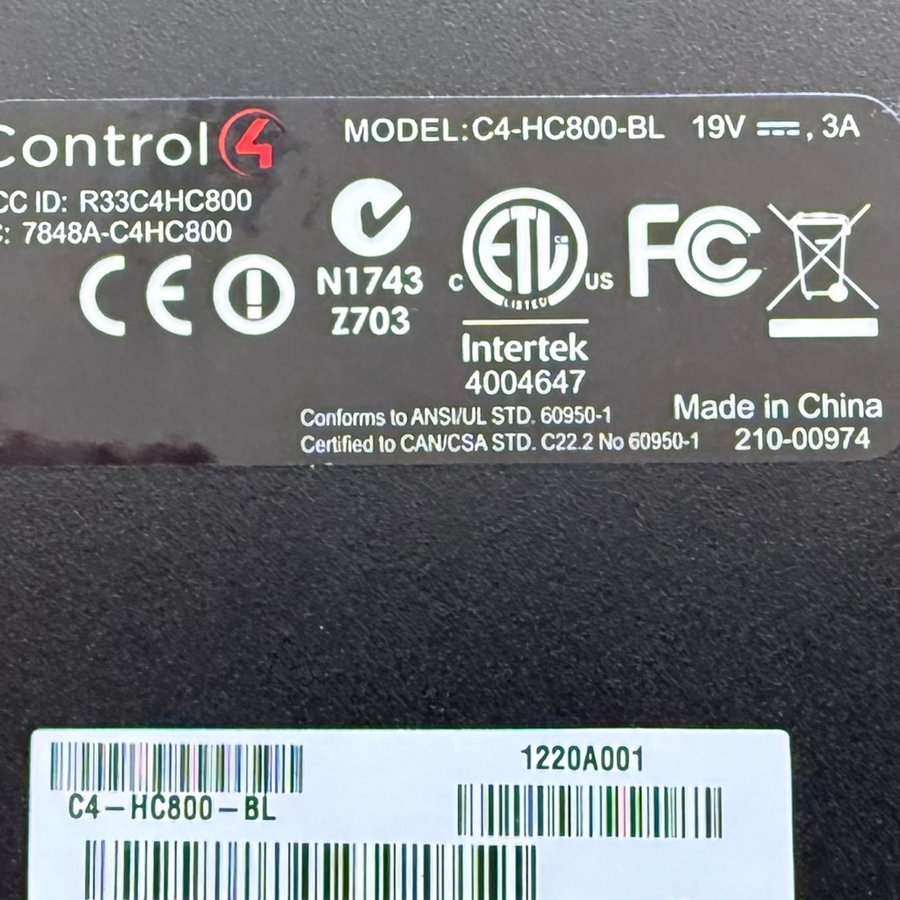 Control4
MODEL:C4-HC800-BL 19V ⎓, 3A
CC ID: R33C4HC800
C: 7848A-C4HC800
CE
N1743
Z703
C ETL CM US
LISTED
Intertek
4004647
FC
Conforms to ANSI/UL STD. 60950-1
Certified to CAN/CSA STD. C22.2 No 60950-1
Made in China
210-00974
C4-HC800-BL
1220A001